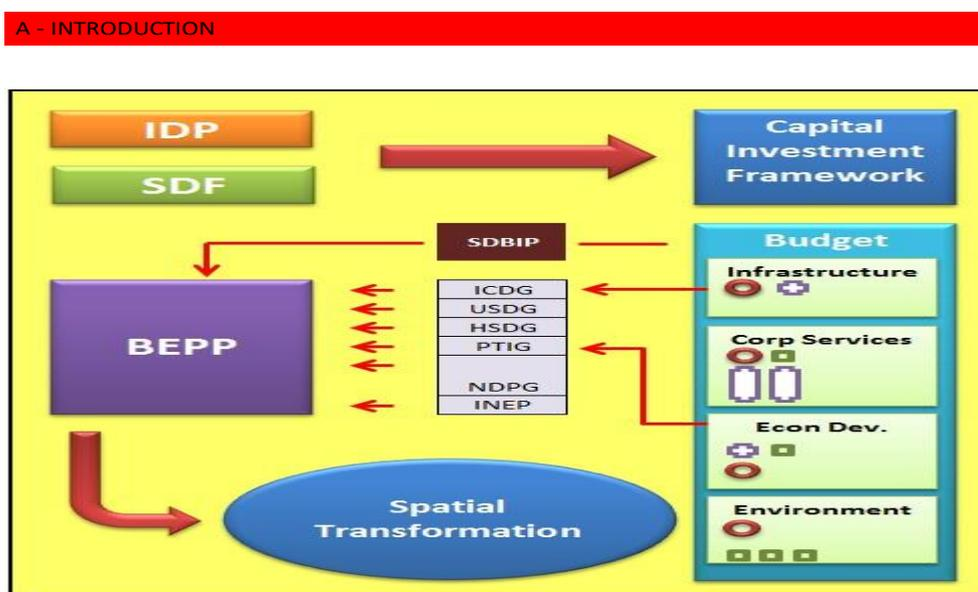 A - INTRODUCTION
IDP
SDF
Capital
Investment
Framework
SDBIP
Budget
Infrastructure
ICDG
USDG
HSDG
PTIG
NDPG
INEP
BEPP
Corp Services
Econ Dev.
Environment
Spatial
Transformation